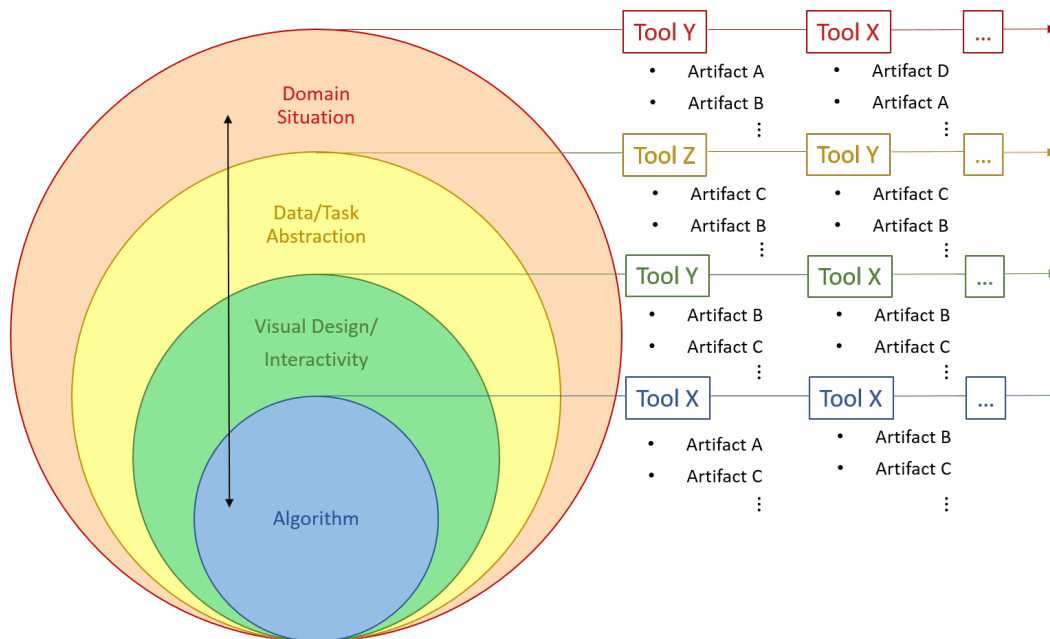 Domain
Situation
Data/Task
Abstraction
Visual Design/
Interactivity
Algorithm
Tool Y
Tool X
...
• Artifact A
• Artifact B
⋮
• Artifact D
• Artifact A
⋮
Tool Z
Tool Y
...
• Artifact C
• Artifact B
⋮
• Artifact C
• Artifact B
⋮
Tool Y
Tool X
...
• Artifact B
• Artifact C
⋮
• Artifact B
• Artifact C
⋮
Tool X
Tool X
...
• Artifact A
• Artifact C
⋮
• Artifact B
• Artifact C
⋮